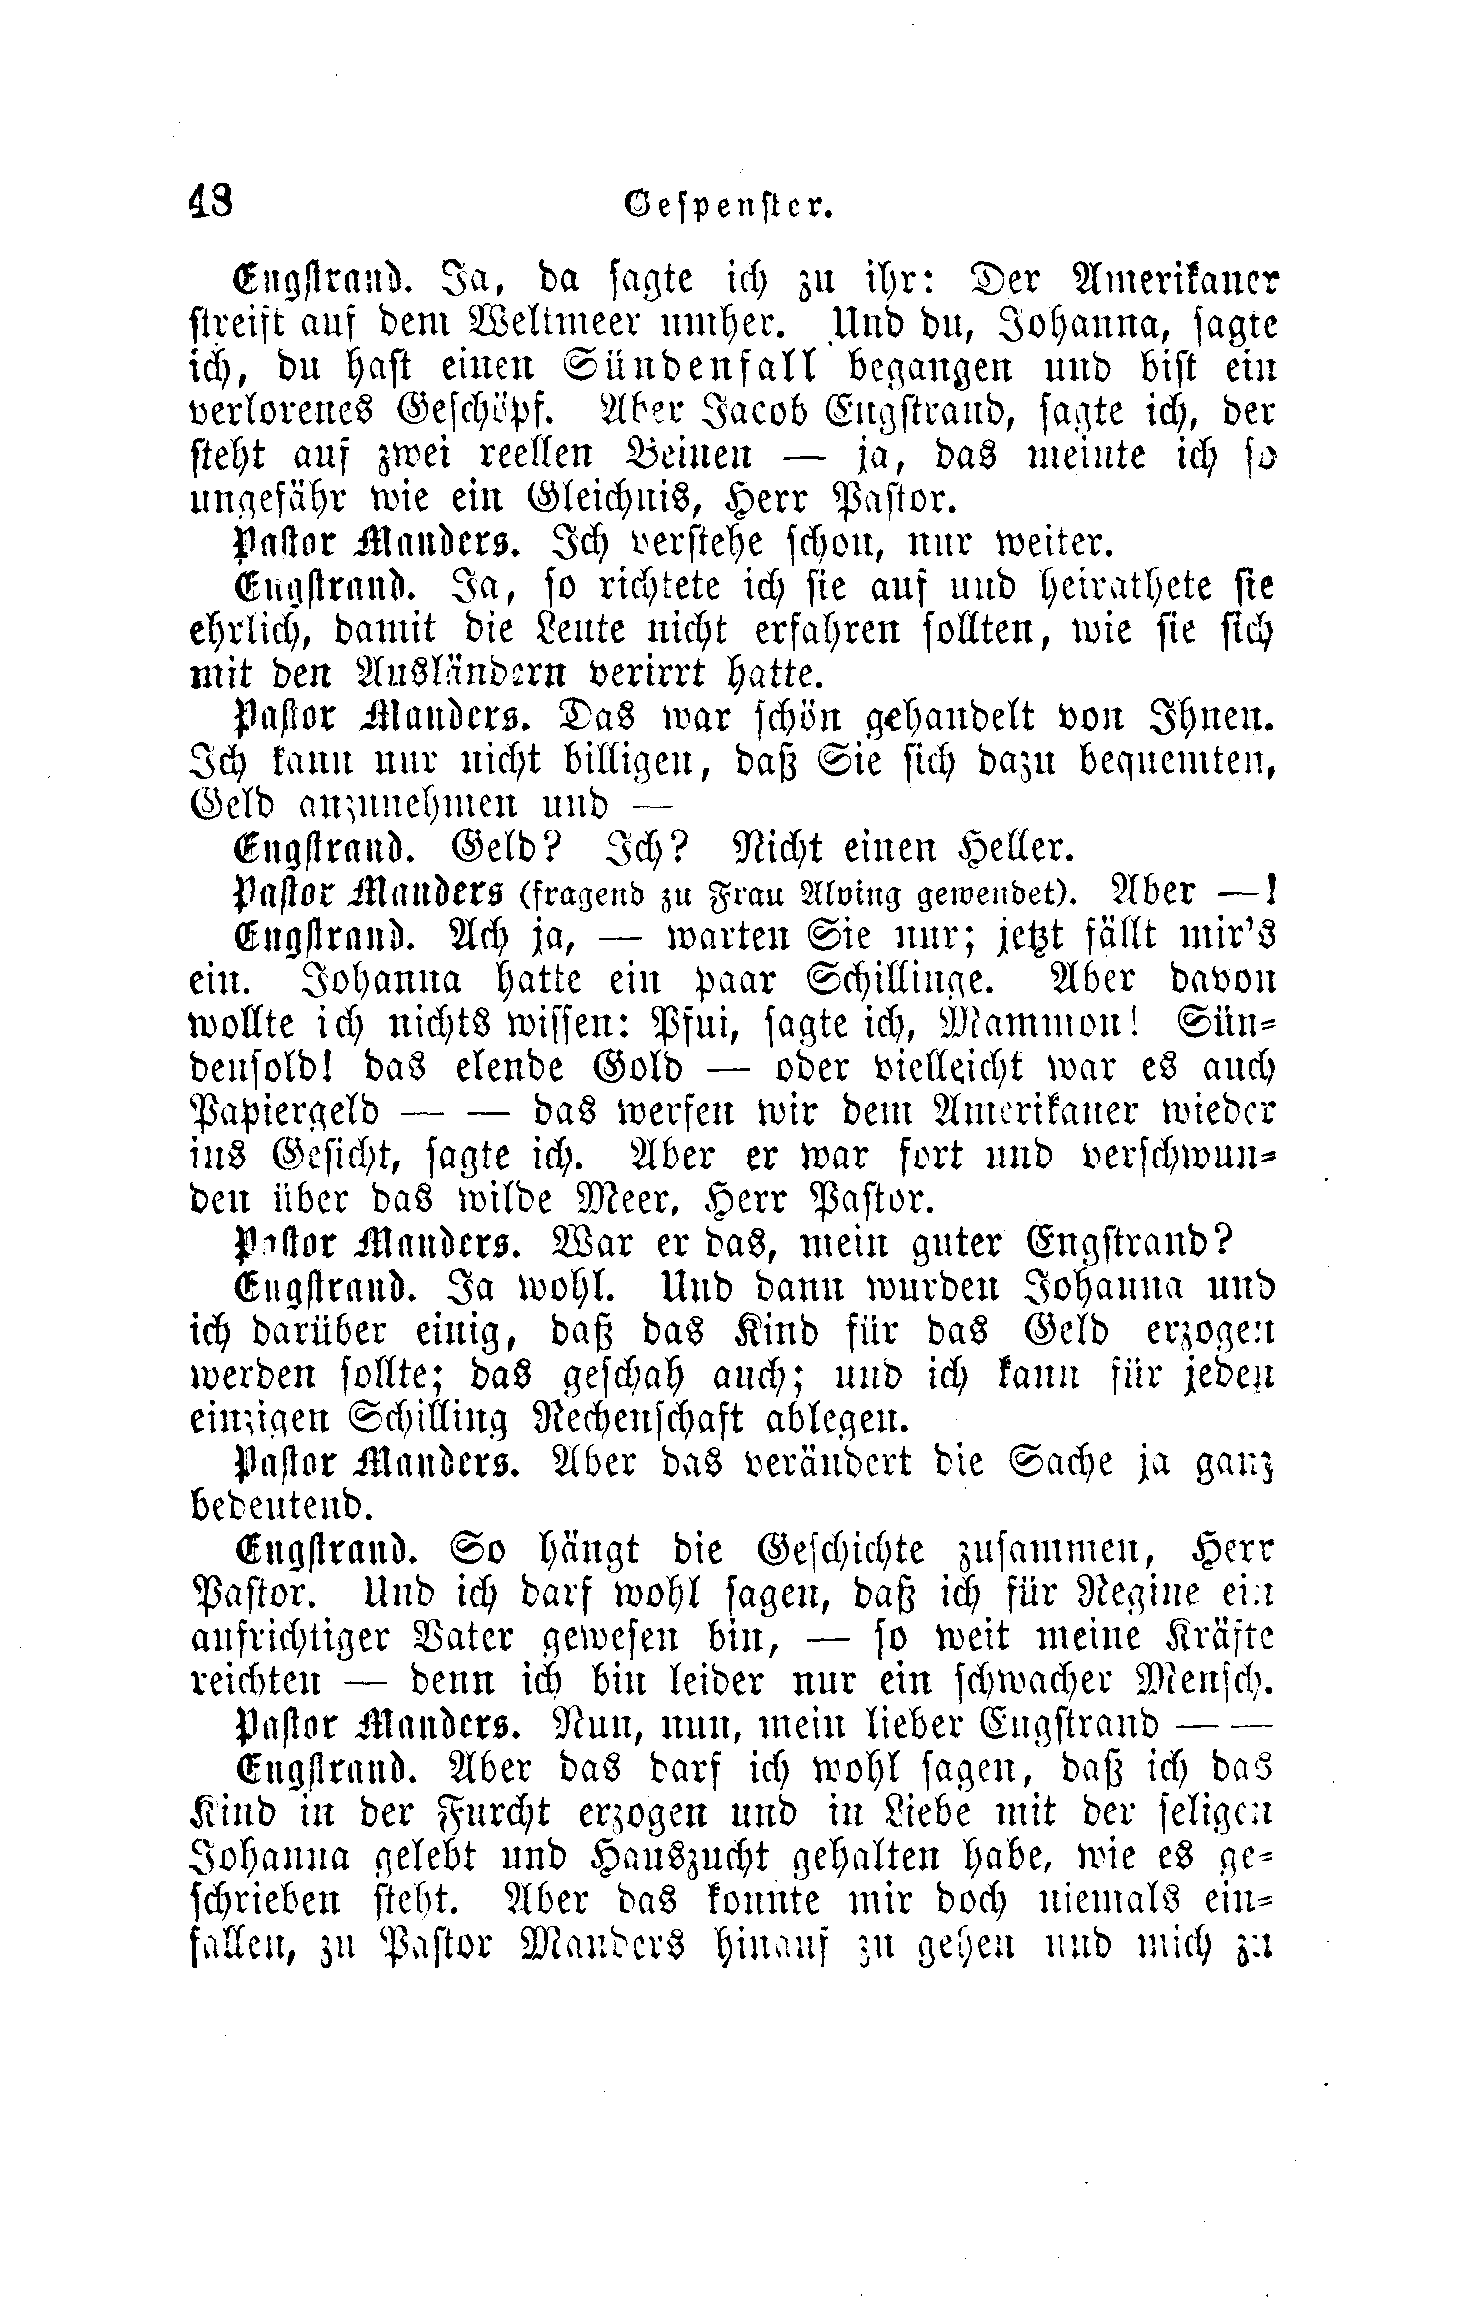 48 Gespenster.
Engstrand. Ja, da sagte ich zu ihr: Der Amerikaner
streift auf dem Weltmeer umher. Und du, Johanna, sagte
ich, du hast einen Sündenfall begangen und bist ein
verlorenes Geschöpf. Aber Jacob Engstrand, sagte ich, der
steht auf zwei reellen Beinen — ja, das meinte ich so
ungefähr wie ein Gleichnis, Herr Pastor.
Pastor Manders. Ich verstehe schon, nur weiter.
Engstrand. Ja, so richtete ich sie auf und heirathete sie
ehrlich, damit die Leute nicht erfahren sollten, wie sie sich
mit den Ausländern verirrt hatte.
Pastor Manders. Das war schön gehandelt von Ihnen.
Ich kann nur nicht billigen, daß Sie sich dazu bequemten,
Geld anzunehmen und —
Engstrand. Geld? Ich? Nicht einen Heller.
Pastor Manders (fragend zu Frau Alving gewendet). Aber —!
Engstrand. Ach ja, — warten Sie nur; jetzt fällt mir's
ein. Johanna hatte ein paar Schillinge. Aber davon
wollte ich nichts wissen: Pfui, sagte ich, Mammon! Sün-
densold! das elende Gold — oder vielleicht war es auch
Papiergeld — — das werfen wir dem Amerikaner wieder
ins Gesicht, sagte ich. Aber er war fort und verschwun-
den über das wilde Meer, Herr Pastor.
Pastor Manders. War er das, mein guter Engstrand?
Engstrand. Ja wohl. Und dann wurden Johanna und
ich darüber einig, daß das Kind für das Geld erzogen
werden sollte; das geschah auch; und ich kann für jeden
einzigen Schilling Rechenschaft ablegen.
Pastor Manders. Aber das verändert die Sache ja ganz
bedeutend.
Engstrand. So hängt die Geschichte zusammen, Herr
Pastor. Und ich darf wohl sagen, daß ich für Regine ein
aufrichtiger Vater gewesen bin, — so weit meine Kräfte
reichten — denn ich bin leider nur ein schwacher Mensch.
Pastor Manders. Nun, nun, mein lieber Engstrand — —
Engstrand. Aber das darf ich wohl sagen, daß ich das
Kind in der Furcht erzogen und in Liebe mit der seligen
Johanna gelebt und Hauszucht gehalten habe, wie es ge-
schrieben steht. Aber das konnte mir doch niemals ein-
fallen, zu Pastor Manders hinauf zu gehen und mich zu